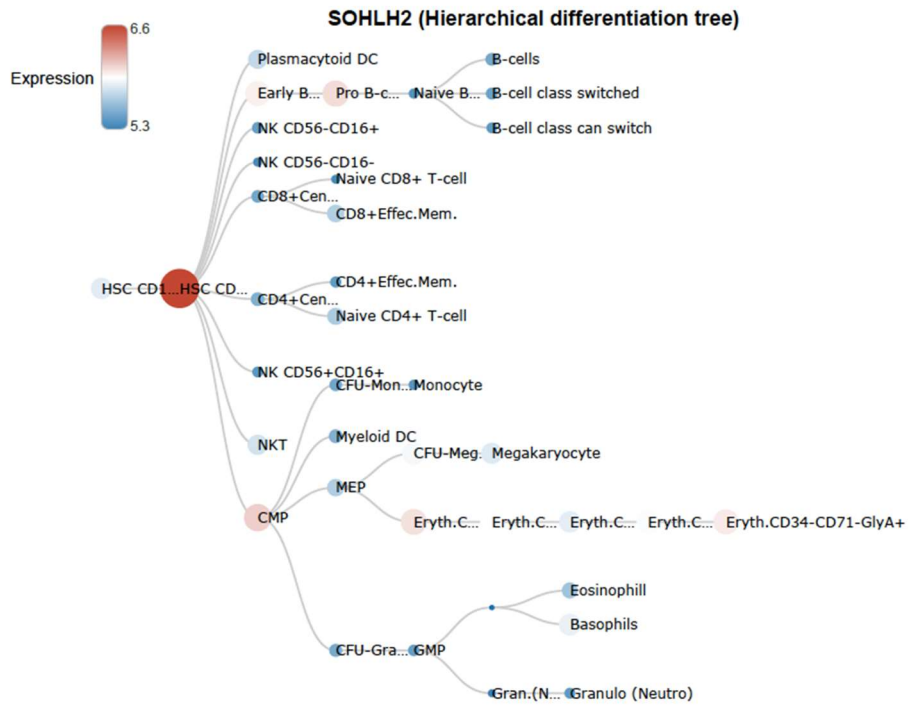 SOHLH2 (Hierarchical differentiation tree)
6.6
Expression
5.3
Plasmacytoid DC
B-cells
Early B... Pro B-c... Naive B... B-cell class switched
NK CD56-CD16+
B-cell class can switch
NK CD56-CD16-
Naive CD8+ T-cell
CD8+Cen...
CD8+Effec.Mem.
HSC CD1... HSC CD...
CD4+Effec.Mem.
CD4+Cen...
Naive CD4+ T-cell
NK CD56+CD16+
CFU-Mon... Monocyte
Myeloid DC
NKT
CFU-Meg. Megakaryocyte
MEP
CMP
Eryth.C... Eryth.C... Eryth.C... Eryth.C... Eryth.CD34-CD71-GlyA+
Eosinophill
Basophils
CFU-Gra... GMP
Gran.(N... Granulo (Neutro)